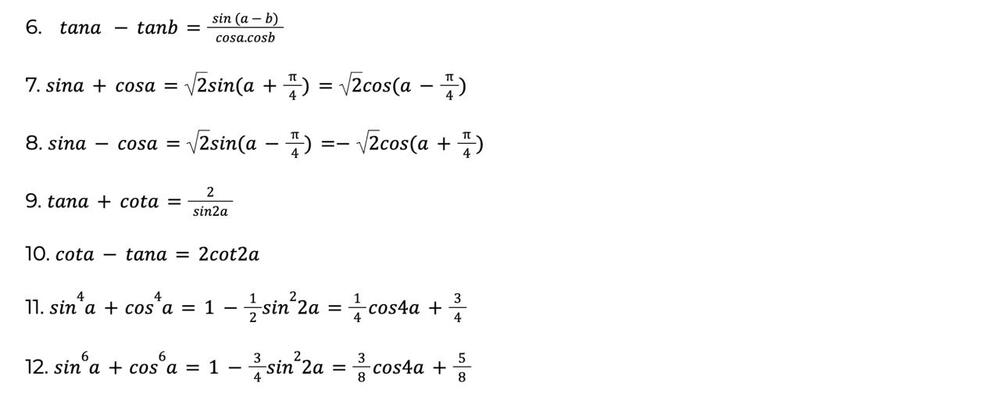 6. tana − tanb = sin (a − b)/cosa.cosb
7. sina + cosa = √2sin(a + π/4) = √2cos(a − π/4)
8. sina − cosa = √2sin(a − π/4) =− √2cos(a + π/4)
9. tana + cota = 2/sin2a
10. cota − tana = 2cot2a
11. sin⁴a + cos⁴a = 1 − 1/2 sin²2a = 1/4 cos4a + 3/4
12. sin⁶a + cos⁶a = 1 − 3/4 sin²2a = 3/8 cos4a + 5/8